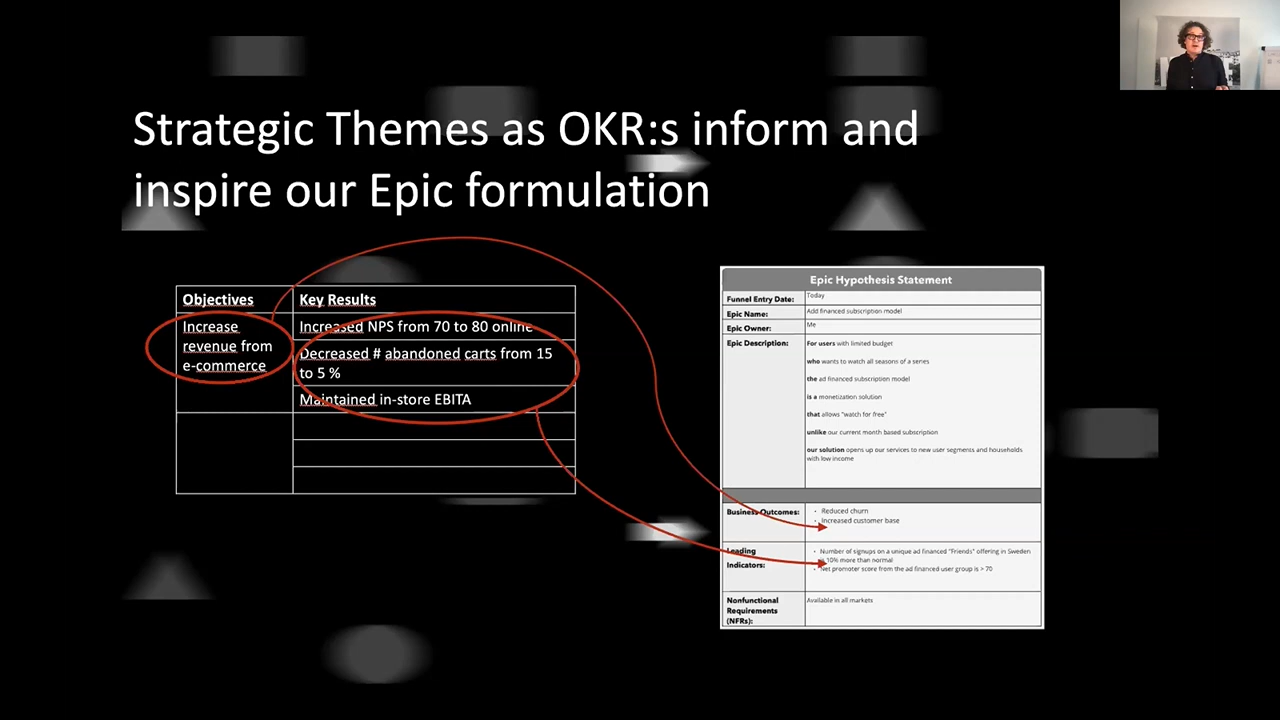 Strategic Themes as OKR:s inform and
inspire our Epic formulation
Objectives
Key Results
Increase
revenue from
e-commerce
Increased NPS from 70 to 80 online
Decreased # abandoned carts from 15
to 5 %
Maintained in-store EBITA
Epic Hypothesis Statement
Funnel Entry Date:
Today
Epic Name:
Add financed subscription model
Epic Owner:
Me
Epic Description:
For users with limited budget
who wants to watch all seasons of a series
the ad financed subscription model
is a monetization solution
that allows "watch for free"
unlike our current month based subscription
our solution opens up our services to new user segments and households
with low income
Business Outcomes:
• Reduced churn
• Increased customer base
Leading
Indicators:
• Number of signups on a unique ad financed "Friends" offering in Sweden
10% more than normal
• Net promoter score from the ad financed user group is > 70
Nonfunctional
Requirements
(NFRs):
Available in all markets